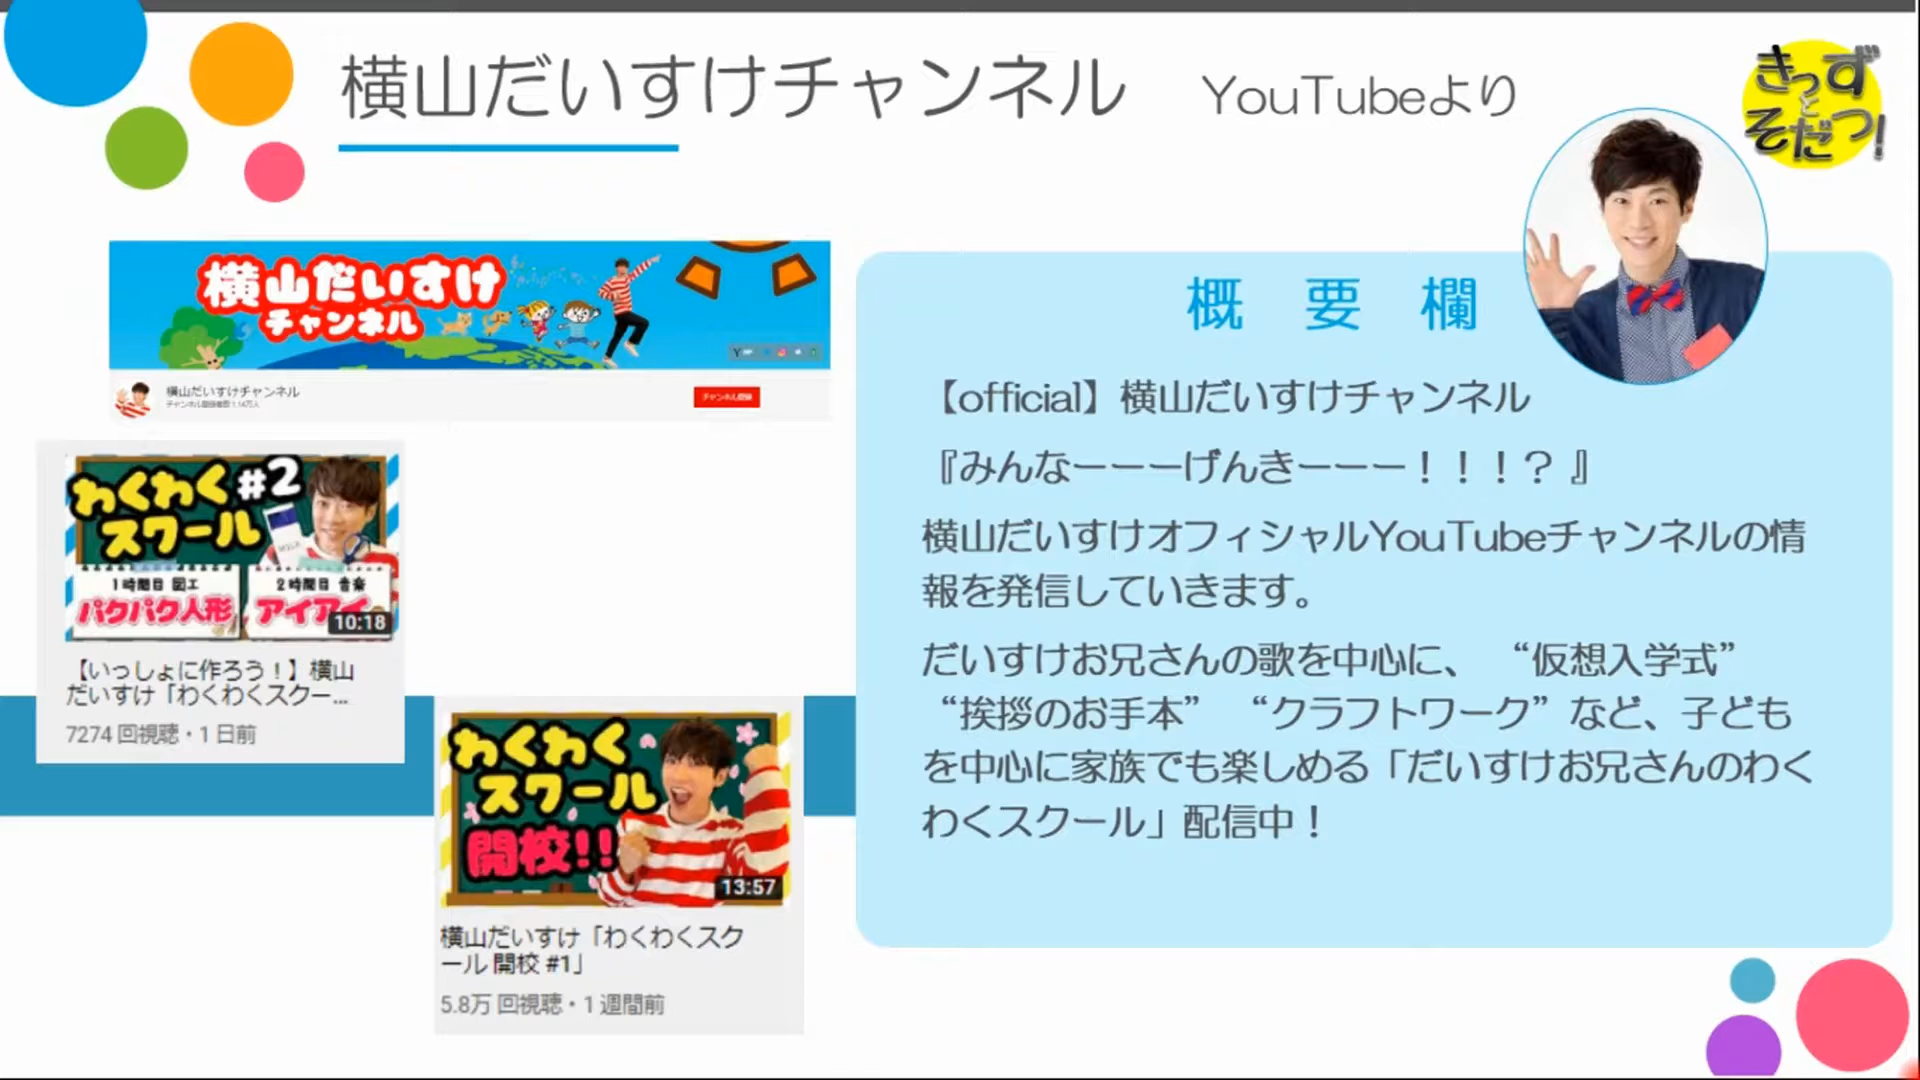 横山だいすけチャンネル YouTubeより
きっず
と
そだつ!
横山だいすけ
チャンネル
横山だいすけチャンネル
チャンネル登録
わくわく#2
スクール
MILK
1時間目 図工
パクパク人形
2時間目 音楽
アイアイ
10:18
【いっしょに作ろう!】横山
だいすけ「わくわくスクー...
7274 回視聴・1 日前
わくわく
スクール
開校!!
13:57
横山だいすけ「わくわくスク
ール 開校 #1」
5.8万 回視聴・1 週間前
概 要 欄
【official】横山だいすけチャンネル
『みんなーーーげんきーーー!!!?』
横山だいすけオフィシャルYouTubeチャンネルの情
報を発信していきます。
だいすけお兄さんの歌を中心に、 “仮想入学式”
“挨拶のお手本” “クラフトワーク”など、子ども
を中心に家族でも楽しめる「だいすけお兄さんのわく
わくスクール」配信中!